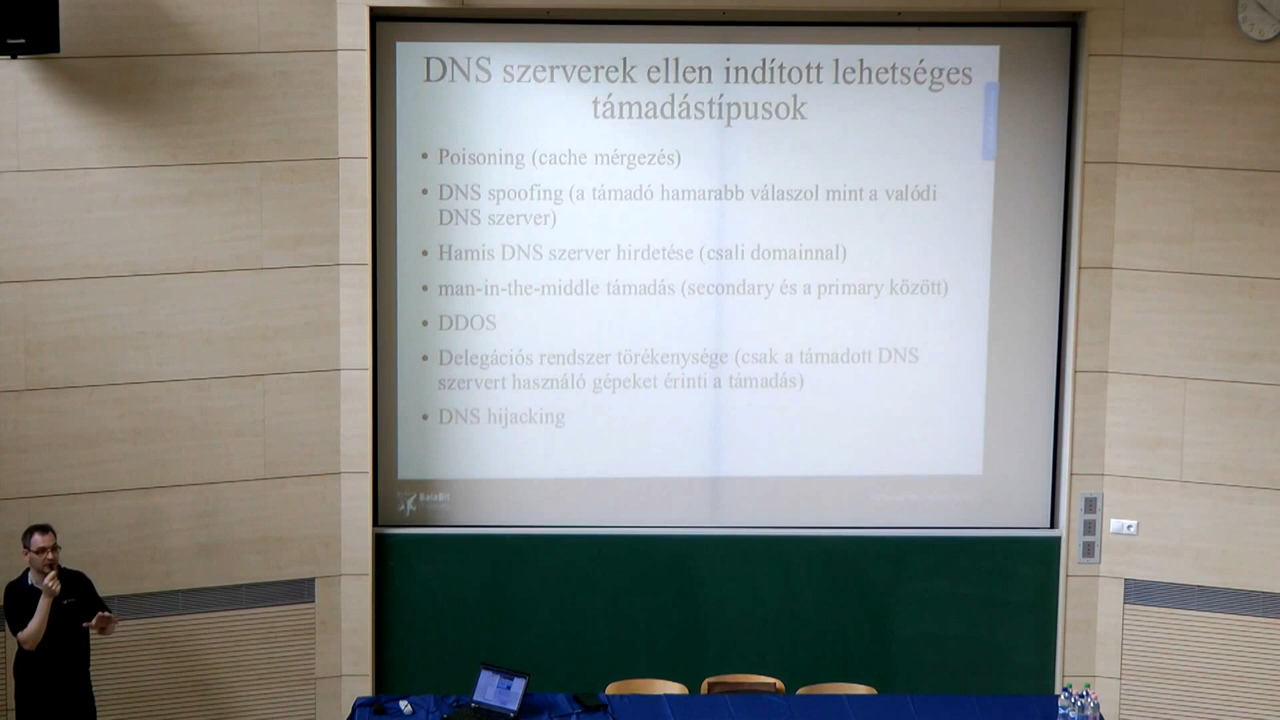 DNS szerverek ellen indított lehetséges
támadástípusok
• Poisoning (cache mérgezés)
• DNS spoofing (a támadó hamarabb válaszol mint a valódi
DNS szerver)
• Hamis DNS szerver hirdetése (csali domainnal)
• man-in-the-middle támadás (secondary és a primary között)
• DDOS
• Delegációs rendszer törékenysége (csak a támadott DNS
szervert használó gépeket érinti a támadás)
• DNS hijacking
BalaBit